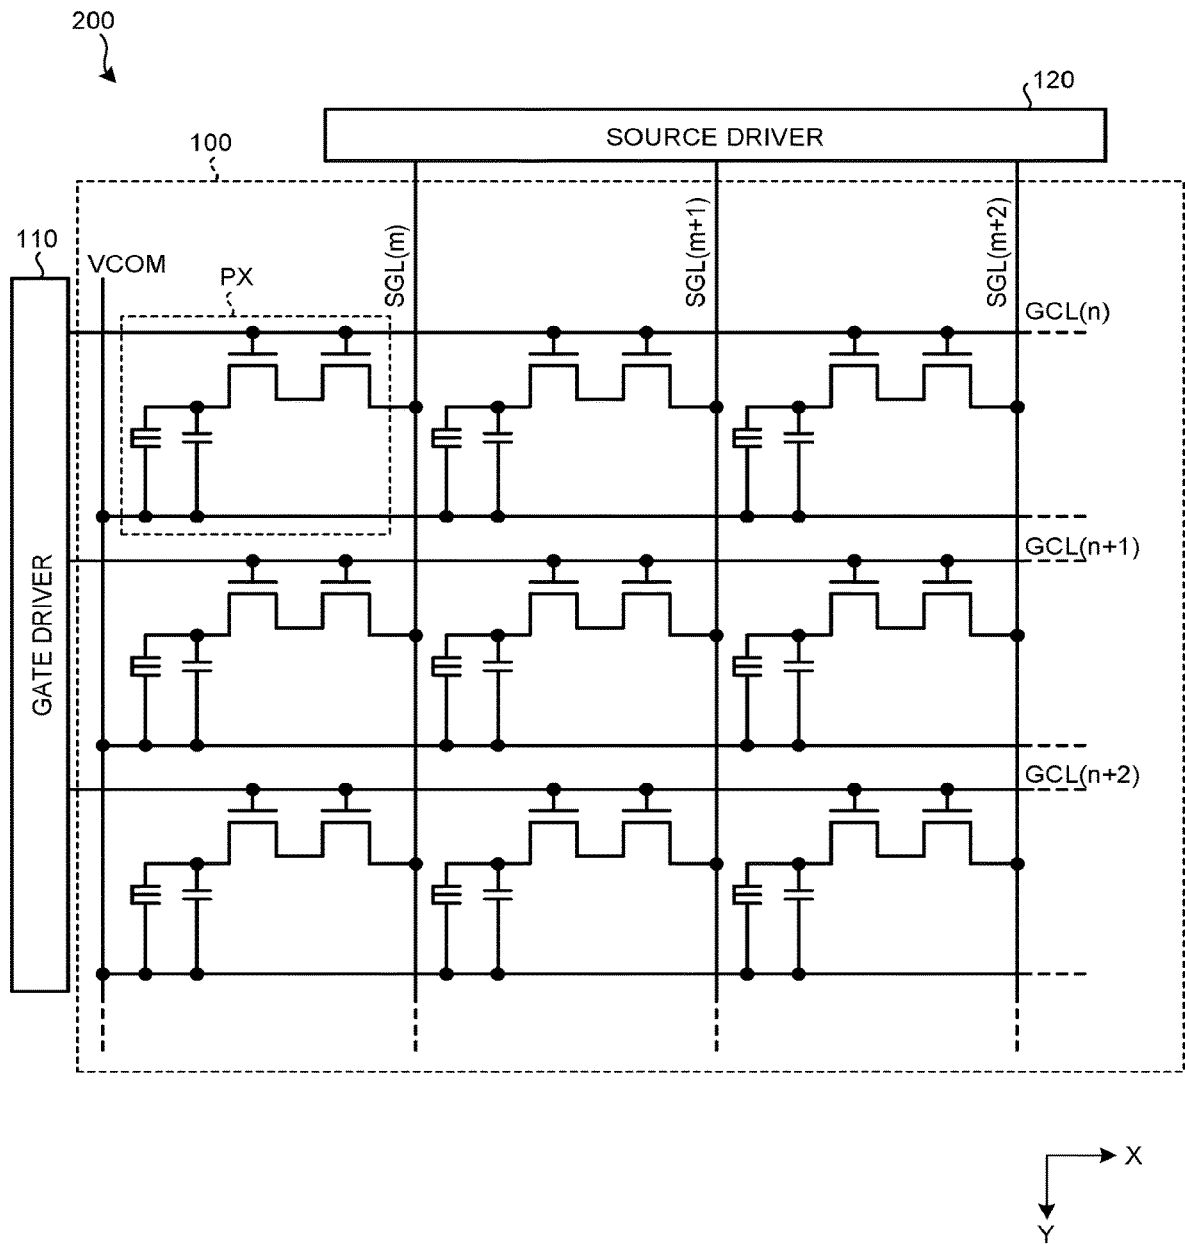 200
120
SOURCE DRIVER
100
SGL(m)
SGL(m+1)
SGL(m+2)
110
VCOM
PX
GCL(n)
GCL(n+1)
GATE DRIVER
GCL(n+2)
X
Y